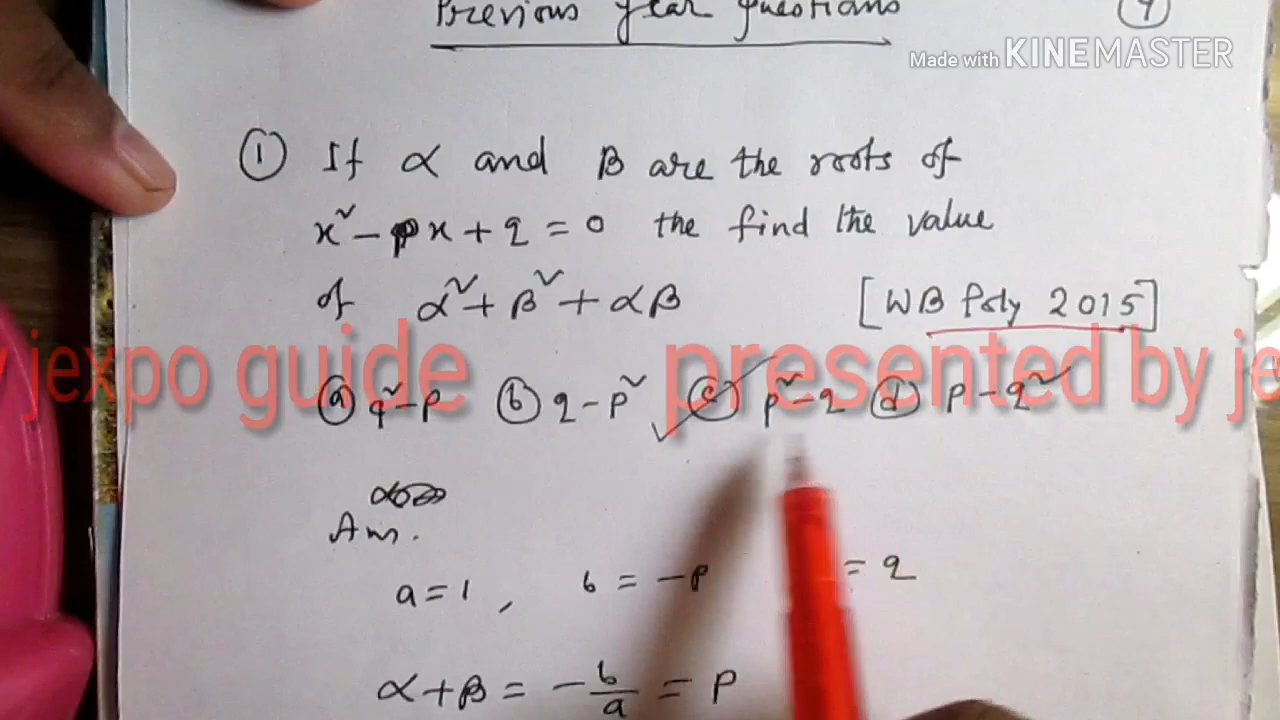 Previous Year Questions
9
Made with KINEMASTER
① If α and β are the roots of
x² - px + q = 0 the find the value
of α² + β² + αβ [WB Poly 2015]
jexpo guide presented by je
ⓐ q² - p ⓑ q - p² ⓒ p² - q ⓓ p - q²
Ans.
a = 1, b = -p = q
α + β = - b/a = p